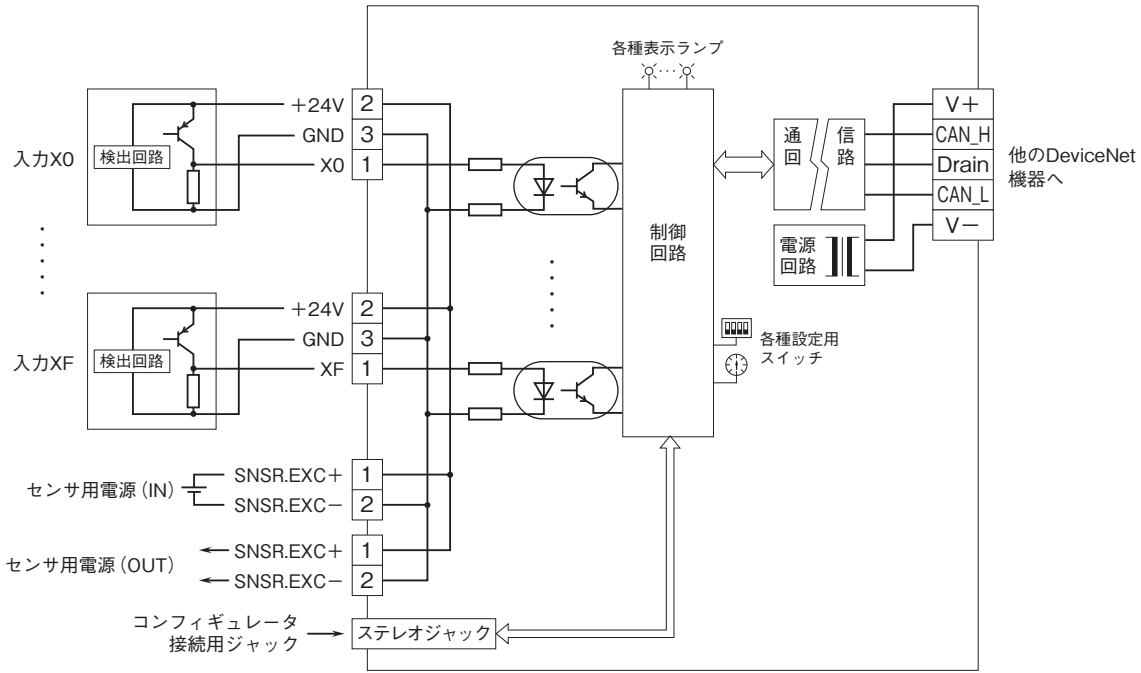 各種表示ランプ
入力X0
検出回路
+24V 2
GND 3
X0 1
制御
回路
通信
回路
V+
CAN_H
Drain
CAN_L
V−
他のDeviceNet
機器へ
電源
回路
入力XF
検出回路
+24V 2
GND 3
XF 1
各種設定用
スイッチ
センサ用電源(IN)
SNSR.EXC+ 1
SNSR.EXC− 2
センサ用電源(OUT)
SNSR.EXC+ 1
SNSR.EXC− 2
コンフィギュレータ
接続用ジャック
ステレオジャック